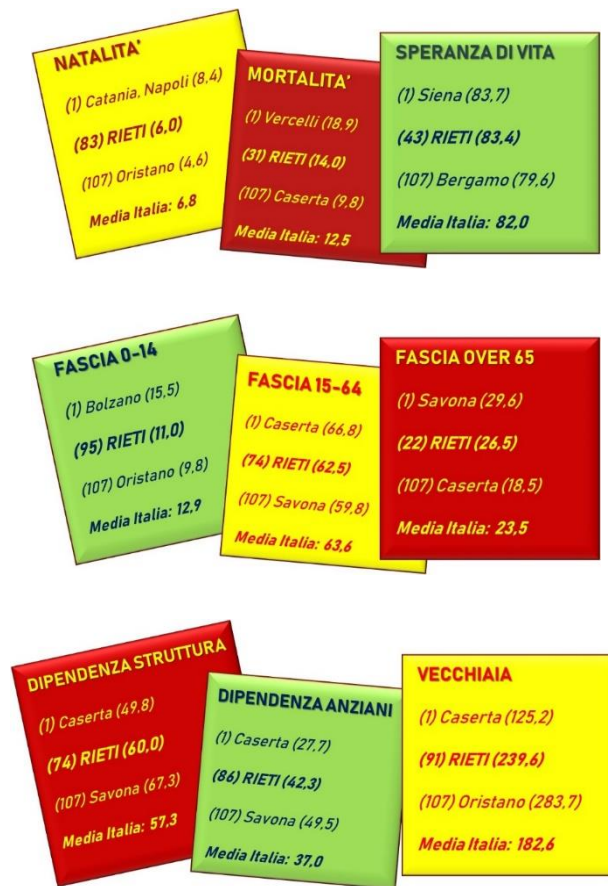 NATALITA'
(1) Catania, Napoli (8,4)
(83) RIETI (6,0)
(107) Oristano (4,6)
Media Italia: 6,8
MORTALITA'
(1) Vercelli (18,9)
(31) RIETI (14,0)
(107) Caserta (9,8)
Media Italia: 12,5
SPERANZA DI VITA
(1) Siena (83,7)
(43) RIETI (83,4)
(107) Bergamo (79,6)
Media Italia: 82,0
FASCIA 0-14
(1) Bolzano (15,5)
(95) RIETI (11,0)
(107) Oristano (9,8)
Media Italia: 12,9
FASCIA 15-64
(1) Caserta (66,8)
(74) RIETI (62,5)
(107) Savona (59,8)
Media Italia: 63,6
FASCIA OVER 65
(1) Savona (29,6)
(22) RIETI (26,5)
(107) Caserta (18,5)
Media Italia: 23,5
DIPENDENZA STRUTTURA
(1) Caserta (49,8)
(74) RIETI (60,0)
(107) Savona (67,3)
Media Italia: 57,3
DIPENDENZA ANZIANI
(1) Caserta (27,7)
(86) RIETI (42,3)
(107) Savona (49,5)
Media Italia: 37,0
VECCHIAIA
(1) Caserta (125,2)
(91) RIETI (239,6)
(107) Oristano (283,7)
Media Italia: 182,6